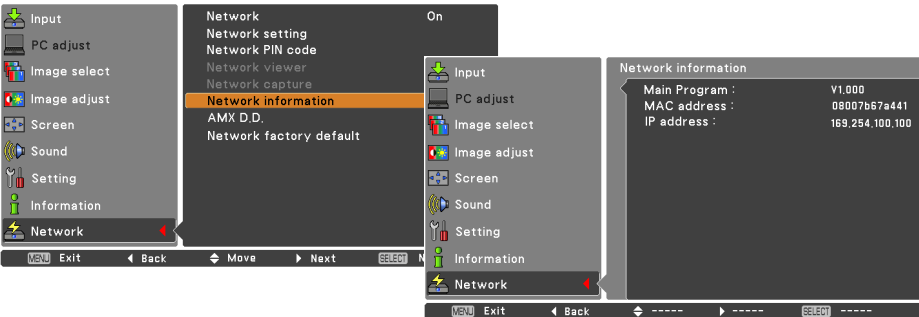 Input
PC adjust
Image select
Image adjust
Screen
Sound
Setting
Information
Network
Network On
Network setting
Network PIN code
Network viewer
Network capture
Network information
AMX D.D.
Network factory default
MENU Exit Back Move Next SELECT N
Input
PC adjust
Image select
Image adjust
Screen
Sound
Setting
Information
Network
Network information
Main Program : V1.000
MAC address : 08007b67a441
IP address : 169.254.100.100
MENU Exit Back ----- ----- SELECT -----